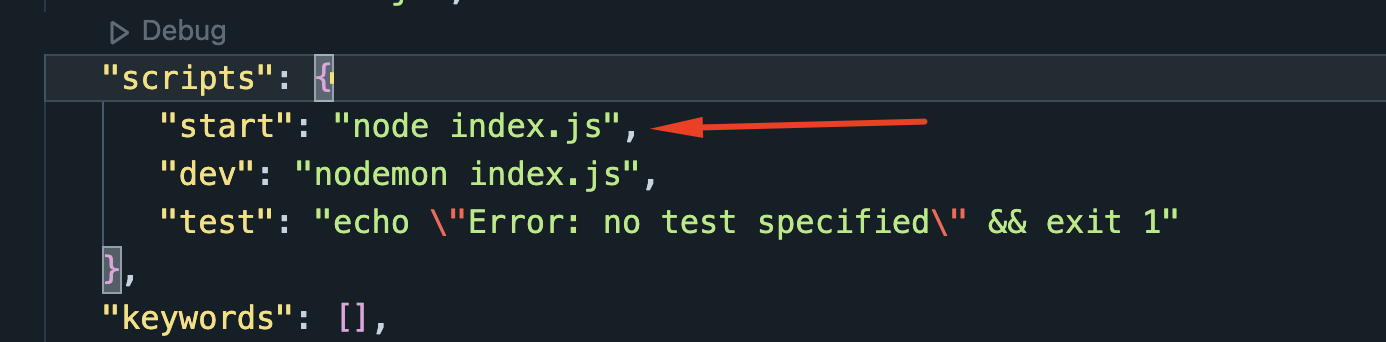 Debug
"scripts": {
"start": "node index.js",
"dev": "nodemon index.js",
"test": "echo \"Error: no test specified\" && exit 1"
},
"keywords": [],